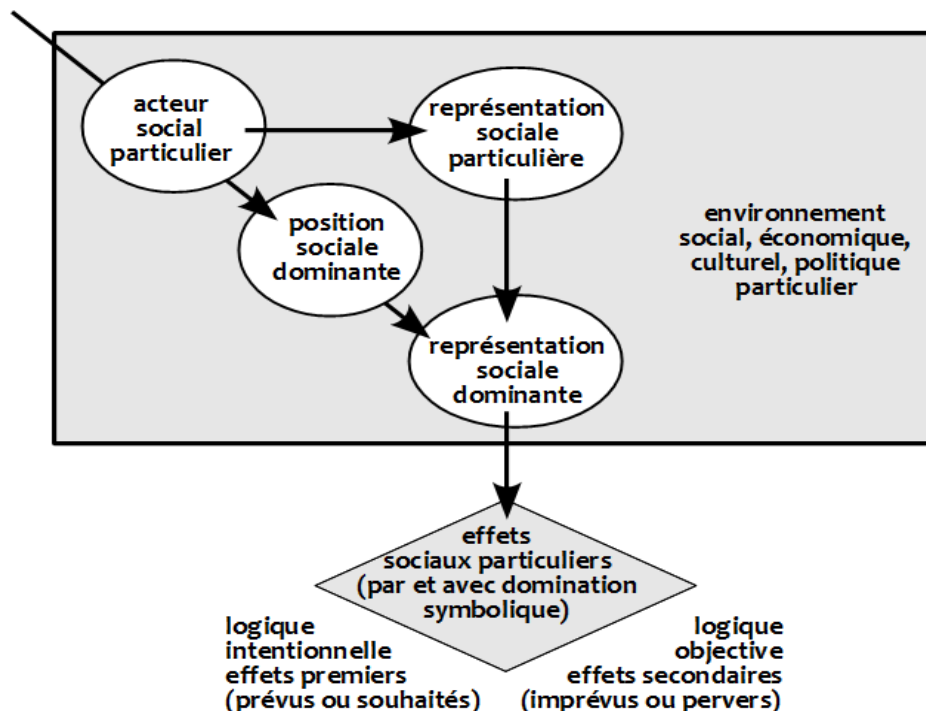 acteur
social
particulier
représentation
sociale
particulière
position
sociale
dominante
environnement
social, économique,
culturel, politique
particulier
représentation
sociale
dominante
effets
sociaux particuliers
(par et avec domination
symbolique)
logique
intentionnelle
effets premiers
(prévus ou souhaités)
logique
objective
effets secondaires
(imprévus ou pervers)